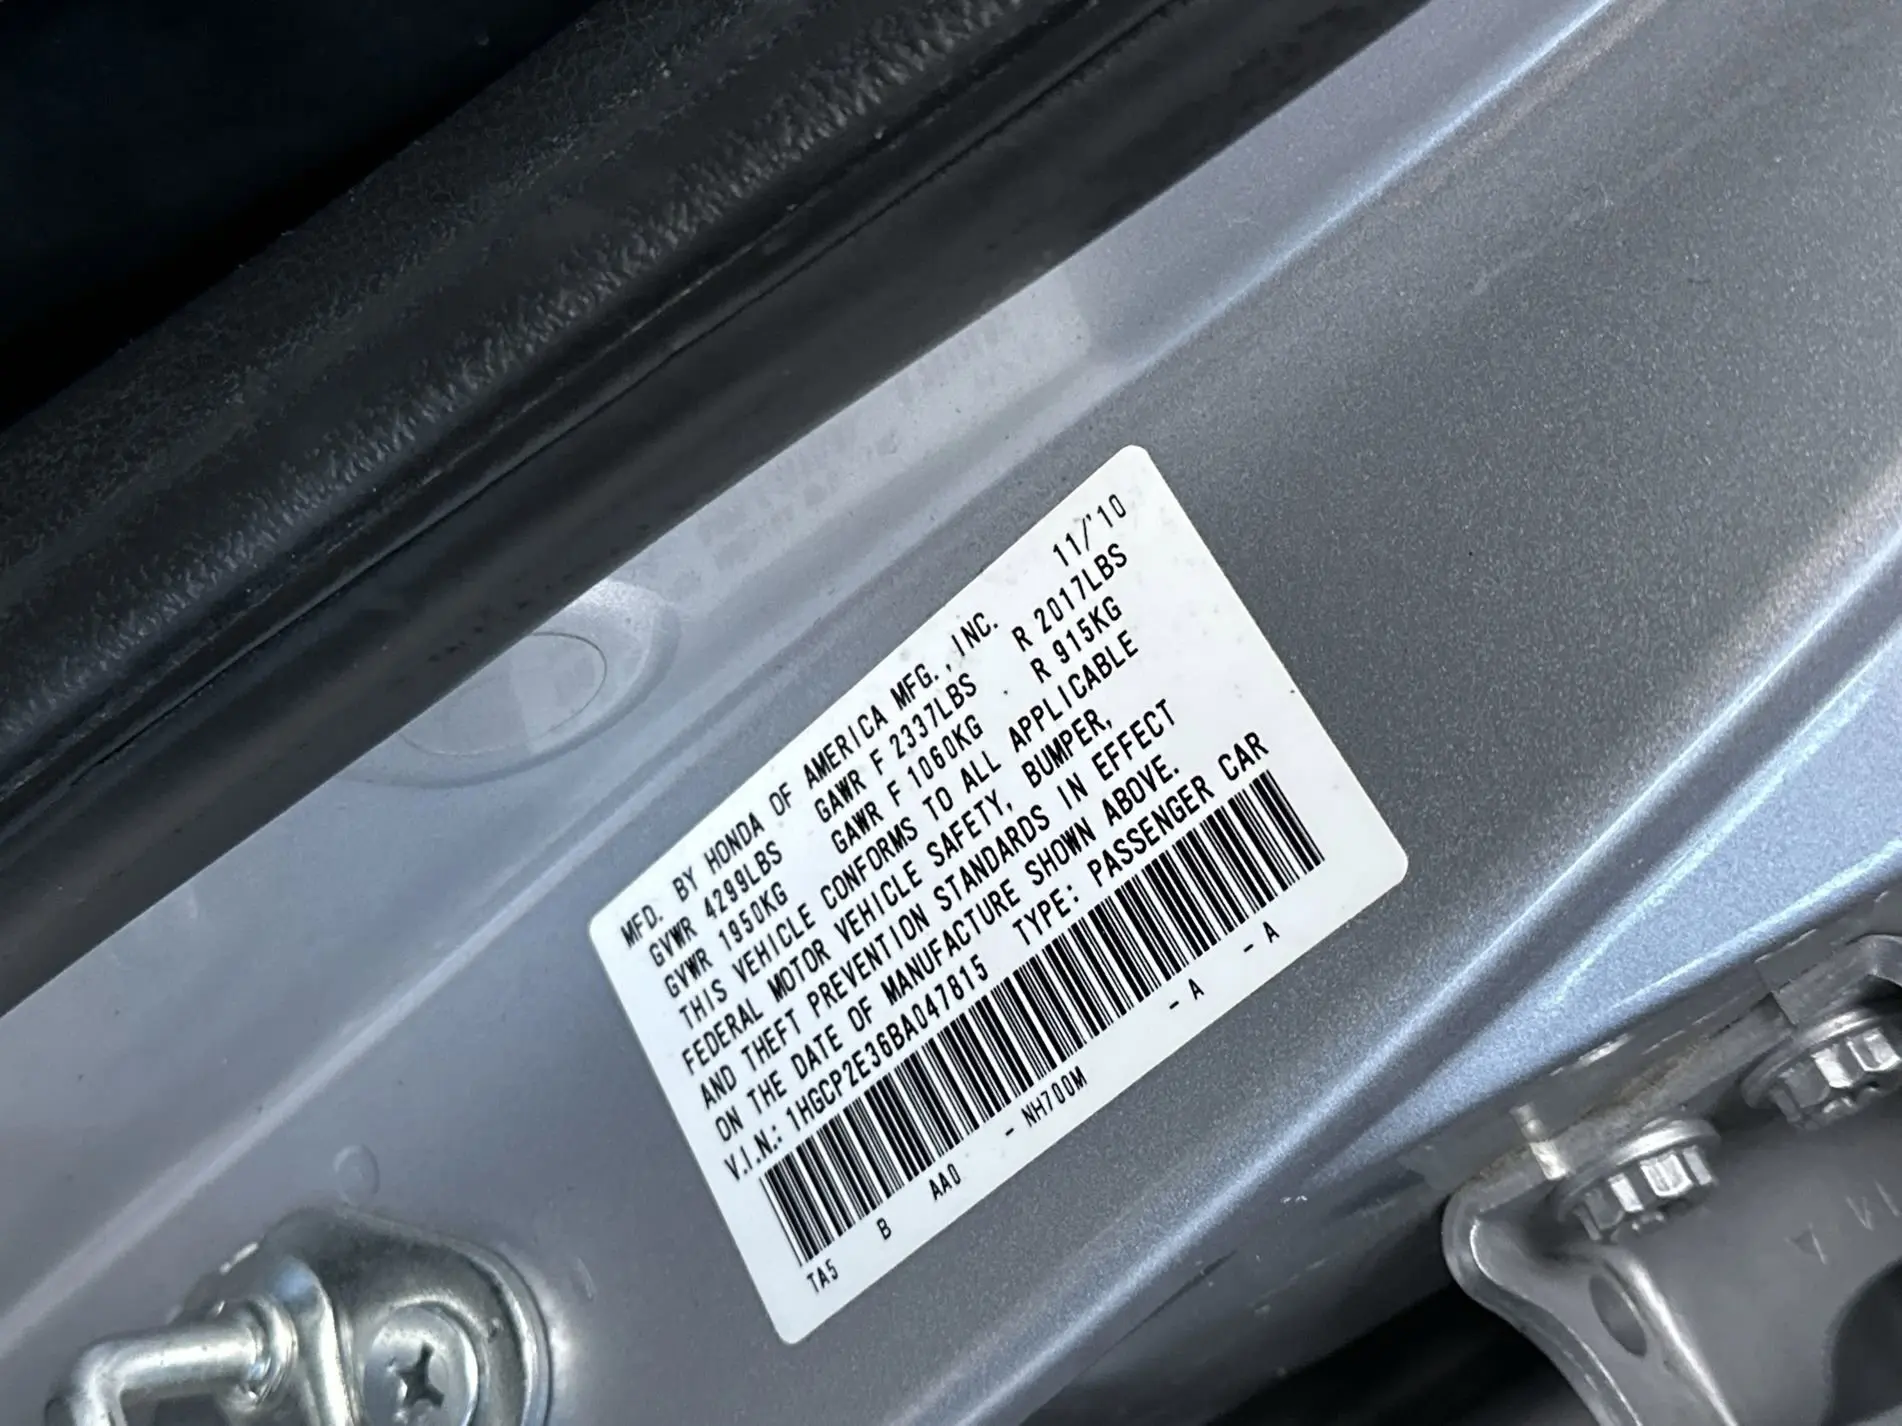 MFD. BY HONDA OF AMERICA MFG., INC. 11/'10
GVWR 4299LBS GAWR F 2337LBS R 2017LBS
GVWR 1950KG GAWR F 1060KG R 915KG
THIS VEHICLE CONFORMS TO ALL APPLICABLE
FEDERAL MOTOR VEHICLE SAFETY, BUMPER,
AND THEFT PREVENTION STANDARDS IN EFFECT
ON THE DATE OF MANUFACTURE SHOWN ABOVE.
V.I.N.: 1HGCP2E36BA047815 TYPE: PASSENGER CAR
TA5 B AA0 - NH700M - A - A